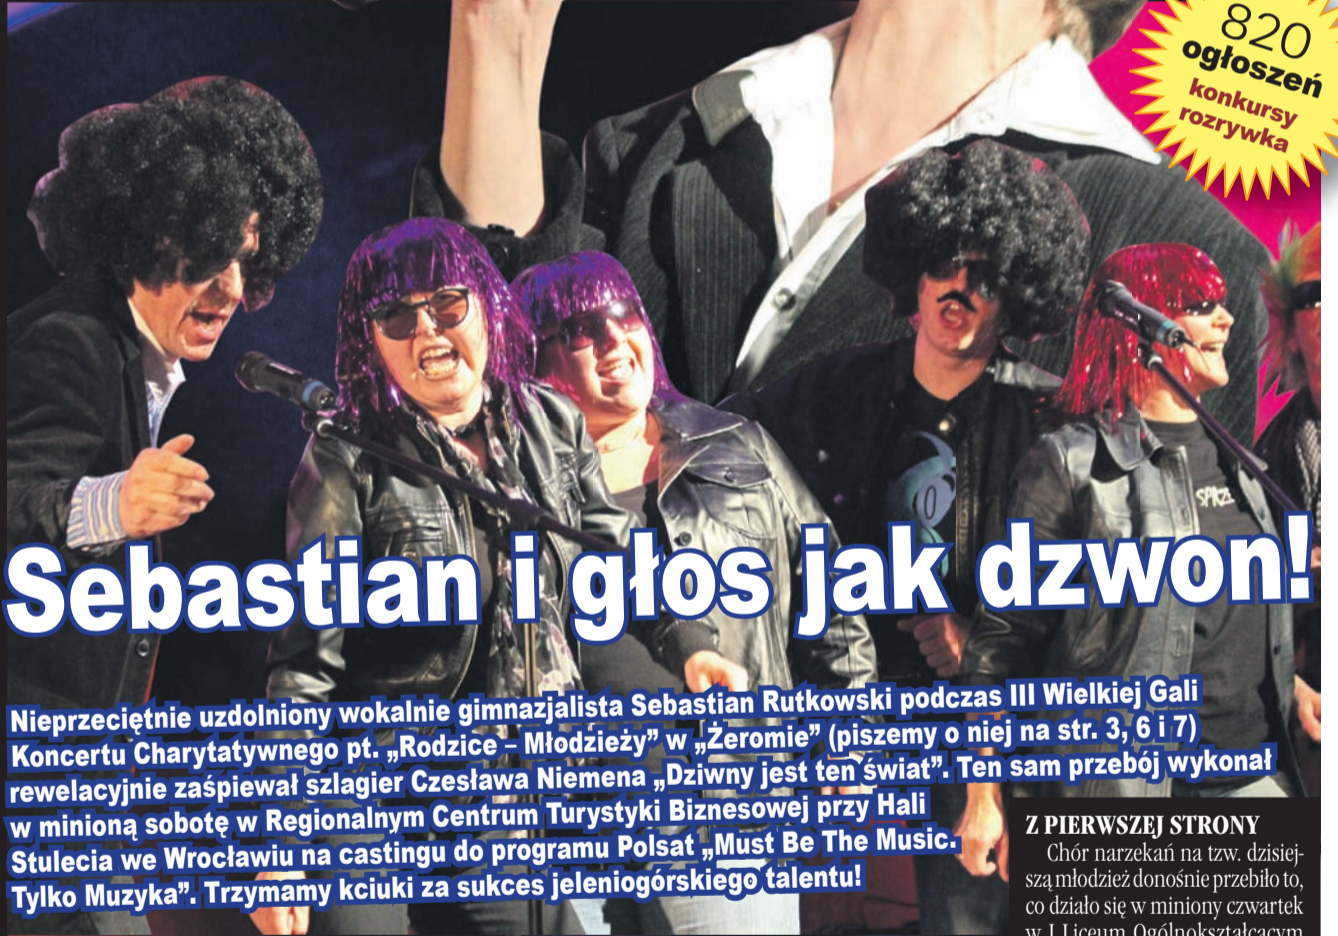 820
ogłoszeń
konkursy
rozrywka
SPRZE
Sebastian i głos jak dzwon!
Nieprzeciętnie uzdolniony wokalnie gimnazjalista Sebastian Rutkowski podczas III Wielkiej Gali
Koncertu Charytatywnego pt. „Rodzice – Młodzieży” w „Żeromie” (piszemy o niej na str. 3, 6 i 7)
rewelacyjnie zaśpiewał szlagier Czesława Niemena „Dziwny jest ten świat”. Ten sam przebój wykonał
w minioną sobotę w Regionalnym Centrum Turystyki Biznesowej przy Hali
Stulecia we Wrocławiu na castingu do programu Polsat „Must Be The Music.
Tylko Muzyka”. Trzymamy kciuki za sukces jeleniogórskiego talentu!
Z PIERWSZEJ STRONY
Chór narzekań na tzw. dzisiej-
szą młodzież donośnie przebiło to,
co działo się w miniony czwartek
w I Liceum Ogólnokształcącym